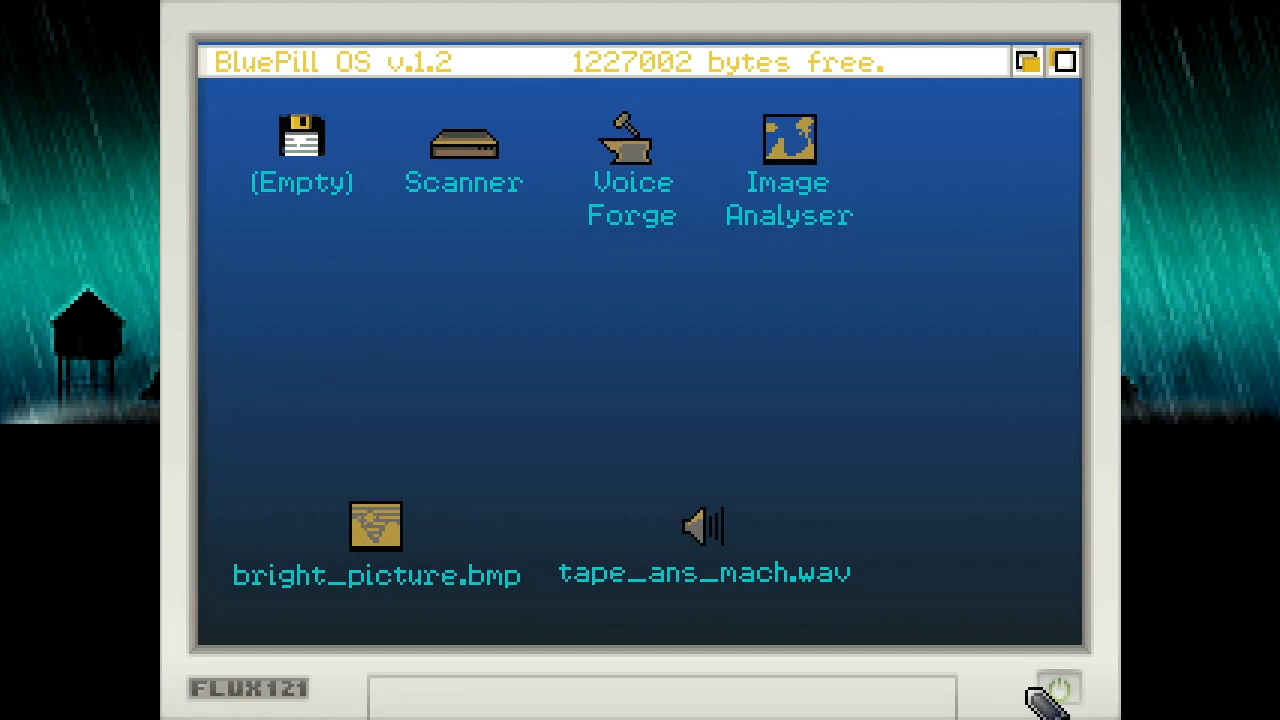 BluePill OS v.1.2 1227002 bytes free.
(Empty) Scanner Voice Image
Forge Analyser
bright_picture.bmp tape_ans_mach.wav
FLUX121